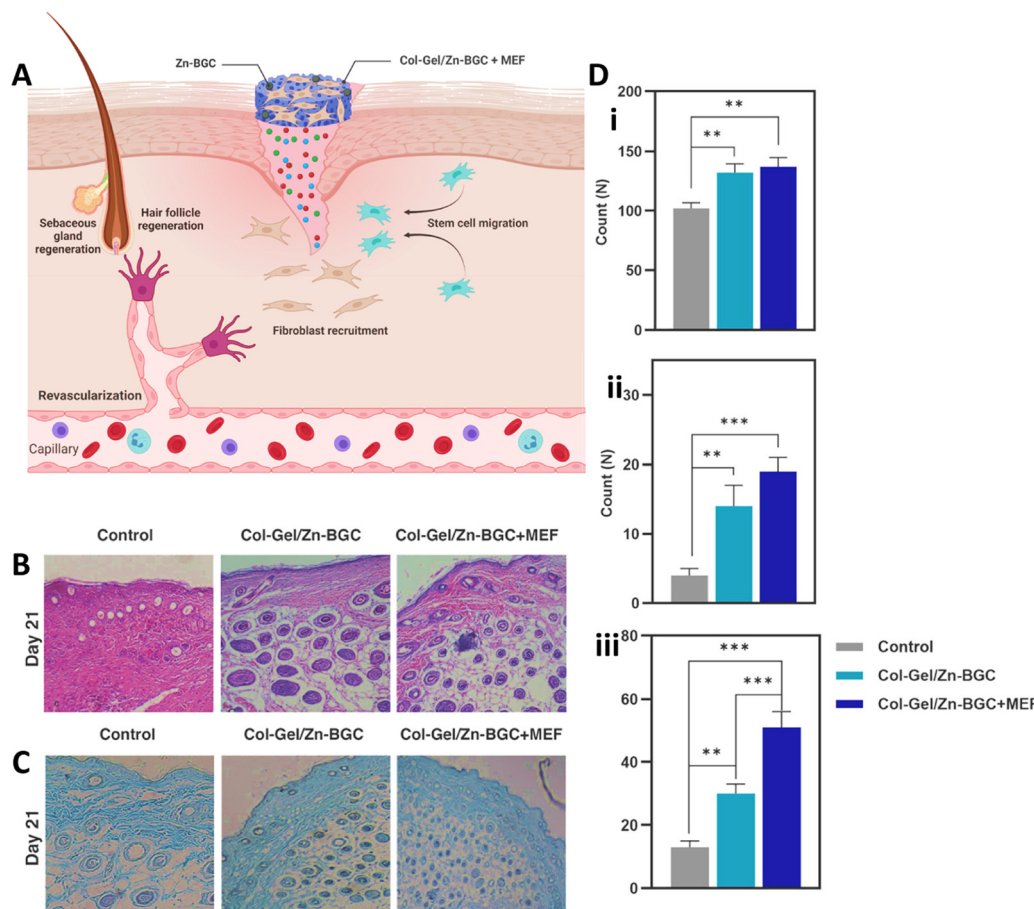 A
Zn-BGC
Col-Gel/Zn-BGC + MEF
Sebaceous
gland
regeneration
Hair follicle
regeneration
Stem cell migration
Fibroblast recruitment
Revascularization
Capillary
B
Control
Col-Gel/Zn-BGC
Col-Gel/Zn-BGC+MEF
Day 21
C
Control
Col-Gel/Zn-BGC
Col-Gel/Zn-BGC+MEF
Day 21
D
i
Count (N)
200
150
100
50
0
**
**
ii
Count (N)
30
20
10
0
***
**
iii
80
60
40
20
0
***
***
**
Control
Col-Gel/Zn-BGC
Col-Gel/Zn-BGC+MEF